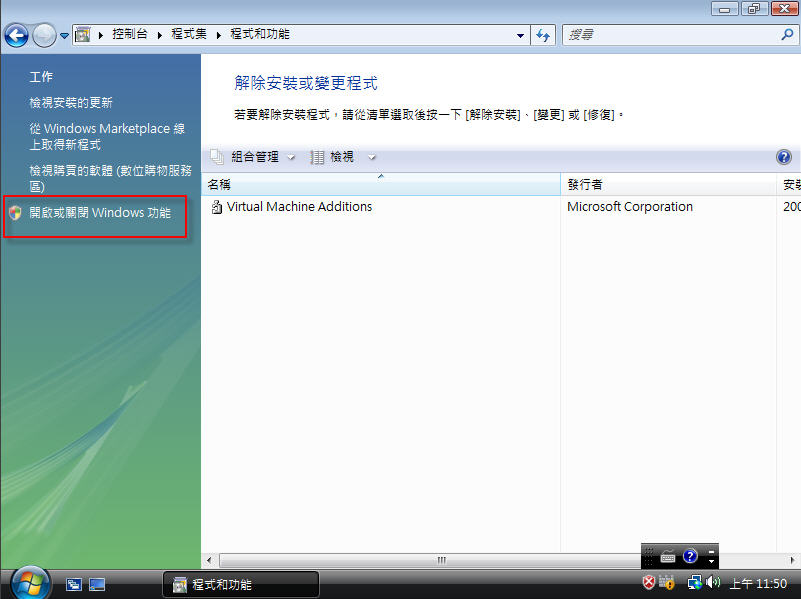 控制台 程式集 程式和功能
搜尋
工作
檢視安裝的更新
從 Windows Marketplace 線
上取得新程式
檢視購買的軟體 (數位購物服務
區)
開啟或關閉 Windows 功能
解除安裝或變更程式
若要解除安裝程式，請從清單選取後按一下 [解除安裝]、[變更] 或 [修復]。
組合管理 檢視
名稱 發行者 安裝
Virtual Machine Additions Microsoft Corporation 200
程式和功能
上午 11:50